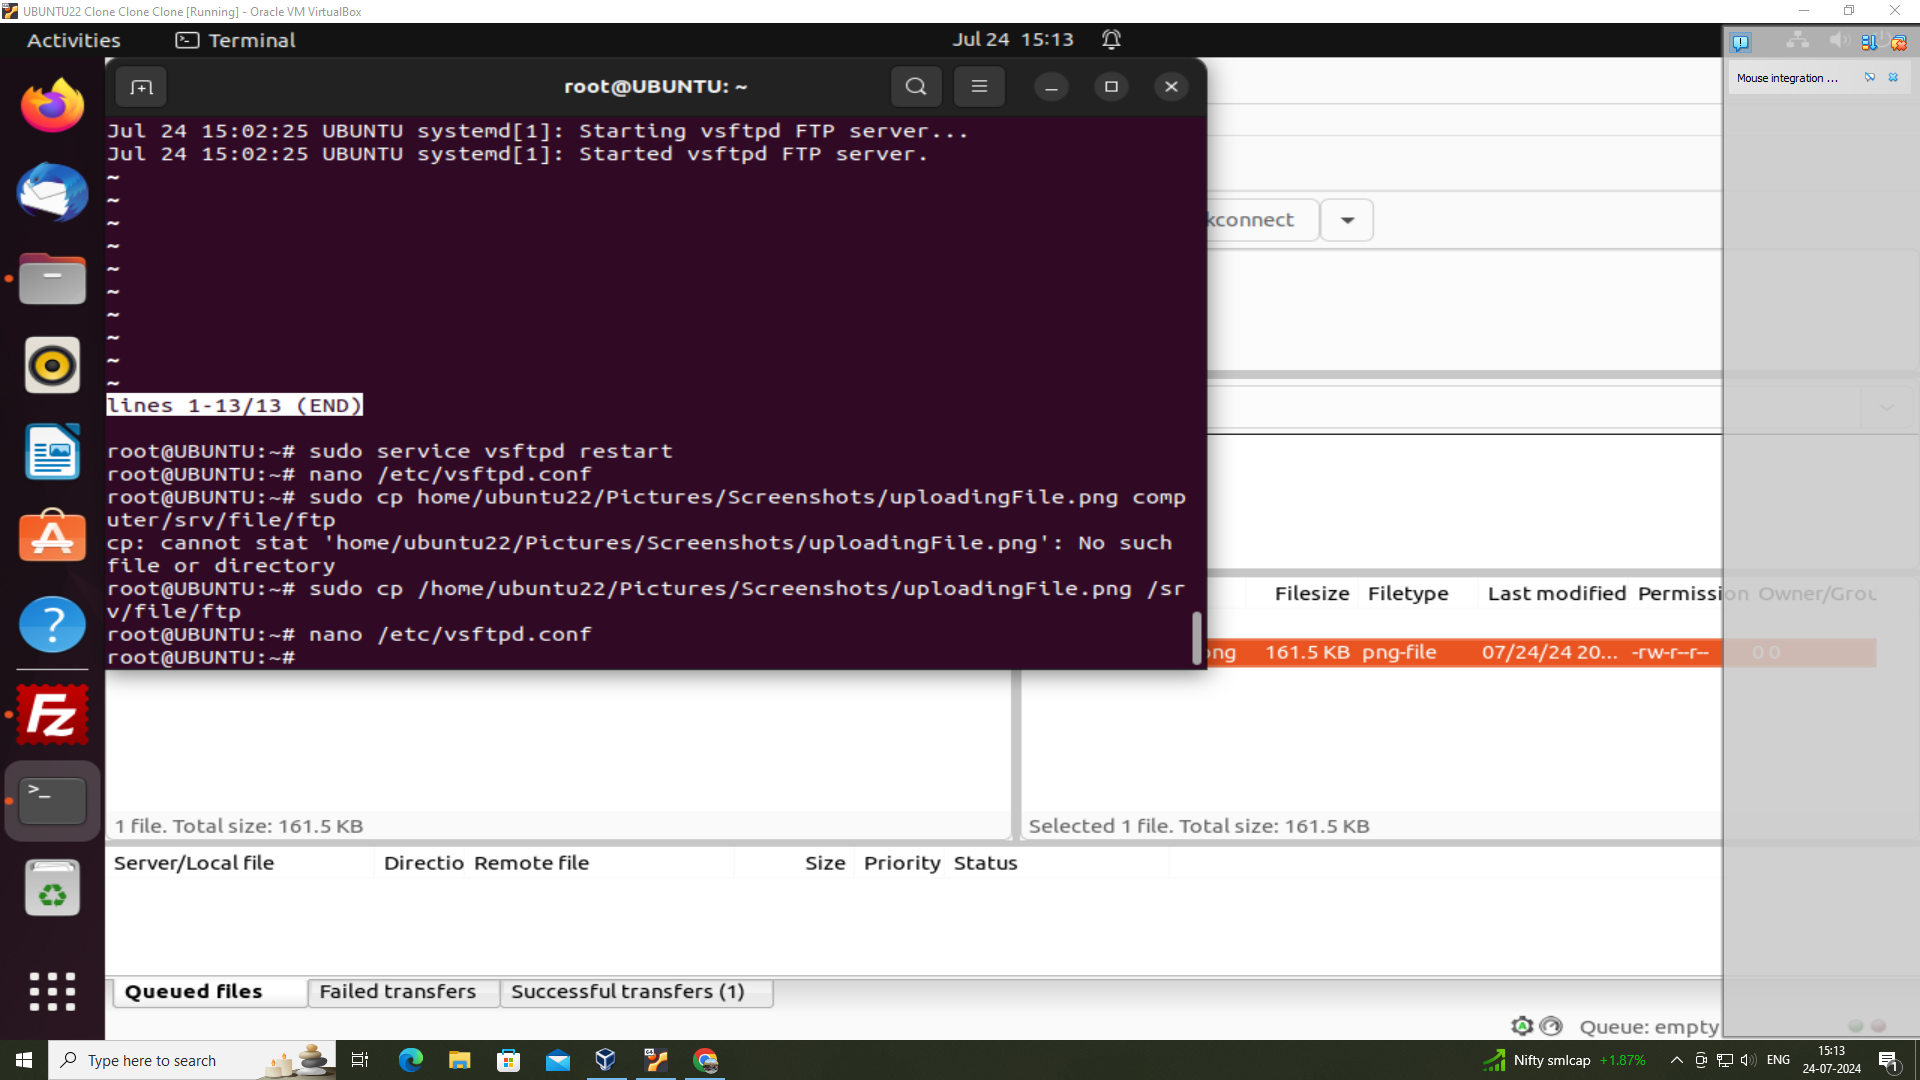 UBUNTU22 Clone Clone Clone [Running] - Oracle VM VirtualBox
Activities
Terminal
Jul 24 15:13
Mouse integration ...
root@UBUNTU: ~
Jul 24 15:02:25 UBUNTU systemd[1]: Starting vsftpd FTP server...
Jul 24 15:02:25 UBUNTU systemd[1]: Started vsftpd FTP server.
~
~
~
~
~
~
~
~
~
~
lines 1-13/13 (END)
root@UBUNTU:~# sudo service vsftpd restart
root@UBUNTU:~# nano /etc/vsftpd.conf
root@UBUNTU:~# sudo cp home/ubuntu22/Pictures/Screenshots/uploadingFile.png comp
uter/srv/file/ftp
cp: cannot stat 'home/ubuntu22/Pictures/Screenshots/uploadingFile.png': No such
file or directory
root@UBUNTU:~# sudo cp /home/ubuntu22/Pictures/Screenshots/uploadingFile.png /sr
v/file/ftp
root@UBUNTU:~# nano /etc/vsftpd.conf
root@UBUNTU:~#
kconnect
Filesize Filetype Last modified Permission Owner/Grou
ong 161.5 KB png-file 07/24/24 20... -rw-r--r-- 0 0
1 file. Total size: 161.5 KB
Selected 1 file. Total size: 161.5 KB
Server/Local file Directio Remote file Size Priority Status
Queued files Failed transfers Successful transfers (1)
Queue: empty
Type here to search
Nifty smlcap +1.87%
ENG
15:13
24-07-2024
1